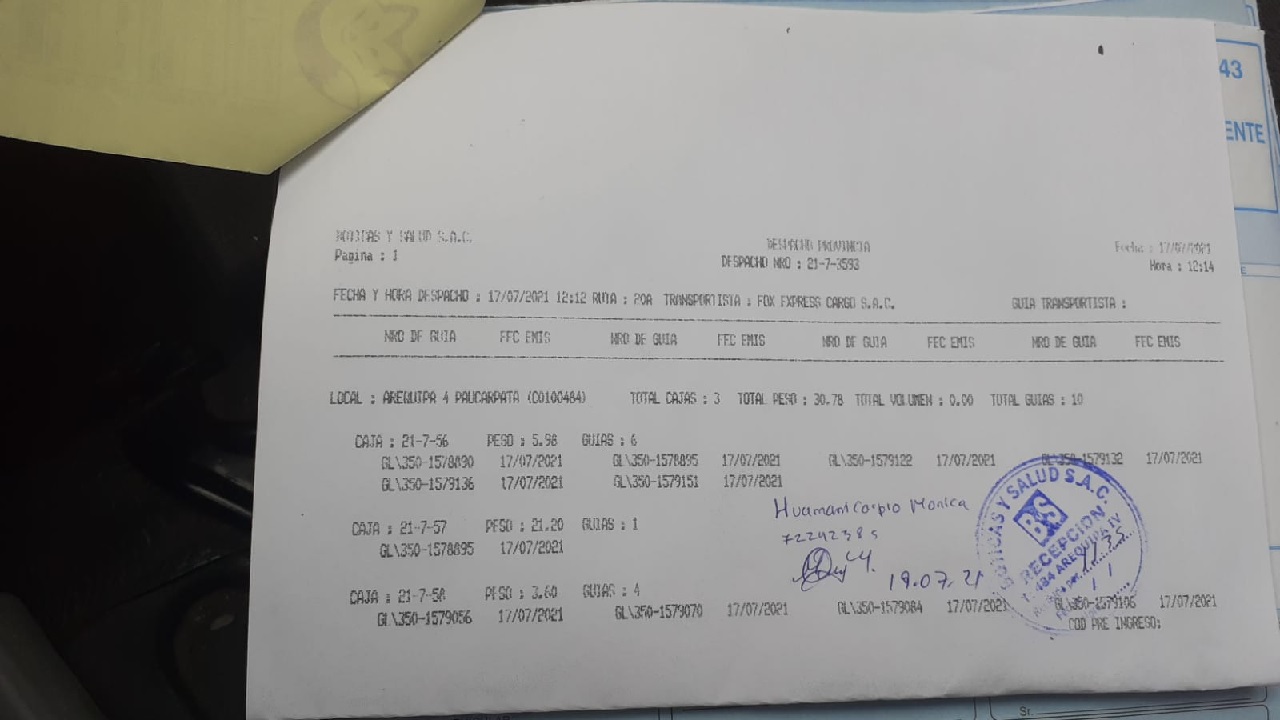 43
ENTE
BOTICAS Y SALUD S.A.C.
DESPACHO PROVINCIA
Fecha : 17/07/2021
Pagina : 1
DESPACHO NRO : 21-7-3593
Hora : 12:14
FECHA Y HORA DESPACHO : 17/07/2021 12:12 RUTA : POA TRANSPORTISTA : FOX EXPRESS CARGO S.A.C. GUIA TRANSPORTISTA :
NRO DE GUIA FEC EMIS NRO DE GUIA FEC EMIS NRO DE GUIA FEC EMIS NRO DE GUIA FEC EMIS
LOCAL : AREQUIPA 4 PAUCARPATA (C0100484) TOTAL CAJAS : 3 TOTAL PESO : 30.78 TOTAL VOLUMEN : 0.00 TOTAL GUIAS : 10
CAJA : 21-7-56 PESO : 5.98 GUIAS : 6
GL\350-1578890 17/07/2021 GL\350-1578895 17/07/2021 GL\350-1579122 17/07/2021 GL\350-1579132 17/07/2021
GL\350-1579136 17/07/2021 GL\350-1579151 17/07/2021
CAJA : 21-7-57 PESO : 21.20 GUIAS : 1
GL\350-1578895 17/07/2021
CAJA : 21-7-58 PESO : 3.60 GUIAS : 4
GL\350-1579056 17/07/2021 GL\350-1579070 17/07/2021 GL\350-1579084 17/07/2021 GL\350-1579106 17/07/2021
COD PRE INGRESO:
Huamani Carpio Monica
19.07.21
BOTICAS Y SALUD S.A.C.
BS
RECEPCION
484 AREQUIPA IV